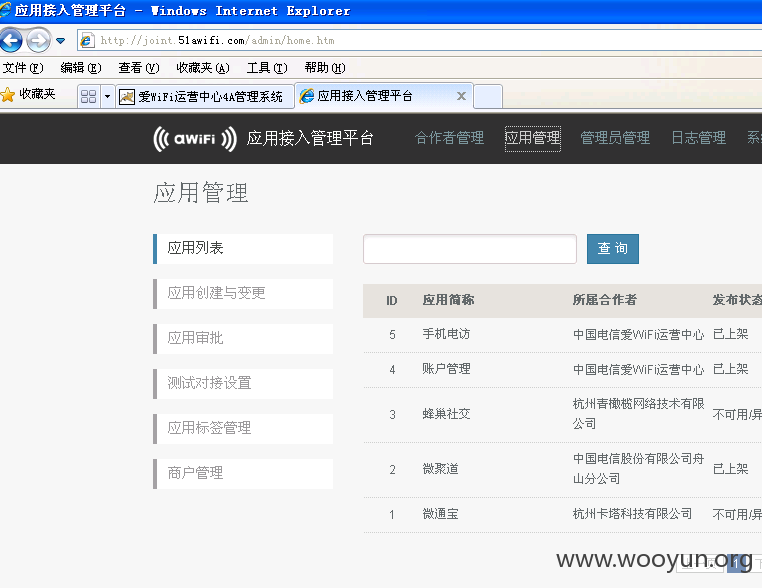 应用接入管理平台 - Windows Internet Explorer
http://joint.51awifi.com/admin/home.htm
文件(F) 编辑(E) 查看(V) 收藏夹(A) 工具(T) 帮助(H)
收藏夹 爱WiFi运营中心4A管理系统 应用接入管理平台
aWiFi 应用接入管理平台 合作者管理 应用管理 管理员管理 日志管理
应用管理
应用列表
查 询
应用创建与变更
ID 应用简称 所属合作者 发布状态
5 手机电访 中国电信爱WiFi运营中心 已上架
应用审批
4 账户管理 中国电信爱WiFi运营中心 已上架
测试对接设置
3 蜂巢社交 杭州青橄榄网络技术有限公司 不可用/异
应用标签管理
2 微聚道 中国电信股份有限公司舟山分公司 已上架
商户管理
1 微通宝 杭州卡塔科技有限公司 不可用/异
www.wooyun.org
1